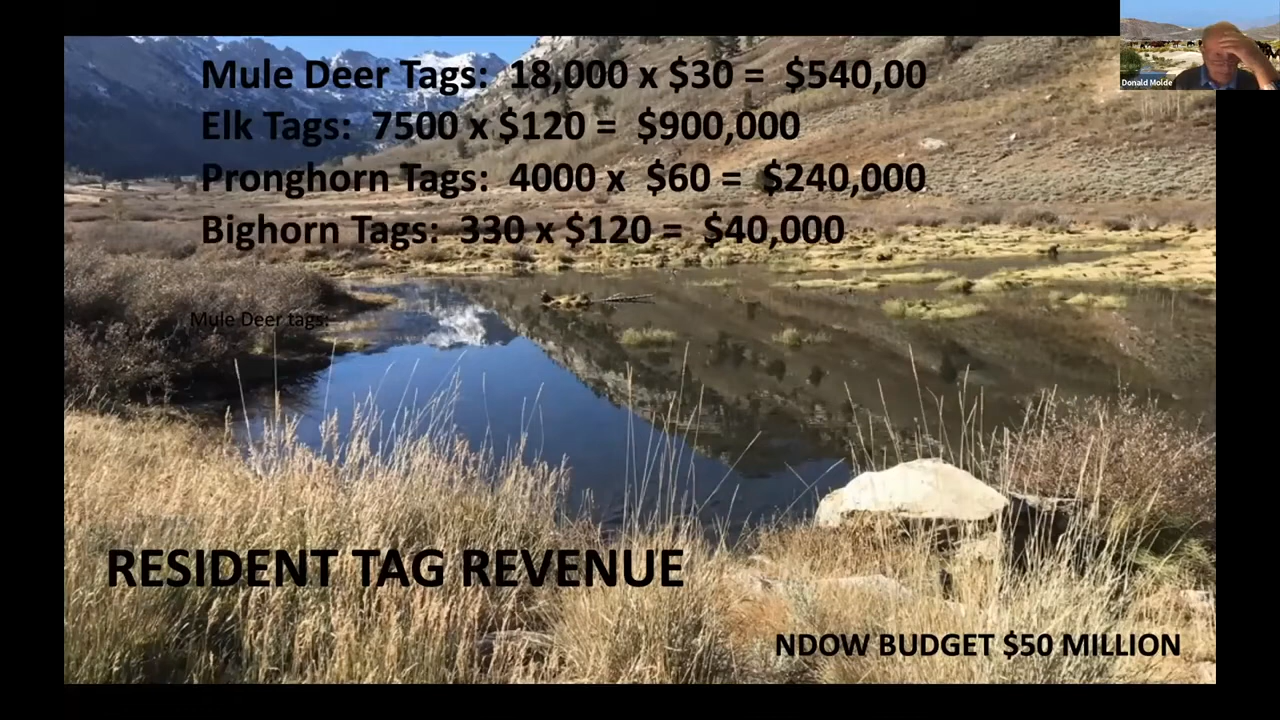 Mule Deer Tags: 18,000 x $30 = $540,00
Elk Tags: 7500 x $120 = $900,000
Pronghorn Tags: 4000 x $60 = $240,000
Bighorn Tags: 330 x $120 = $40,000
Mule Deer tags:
RESIDENT TAG REVENUE
NDOW BUDGET $50 MILLION
Donald Molde